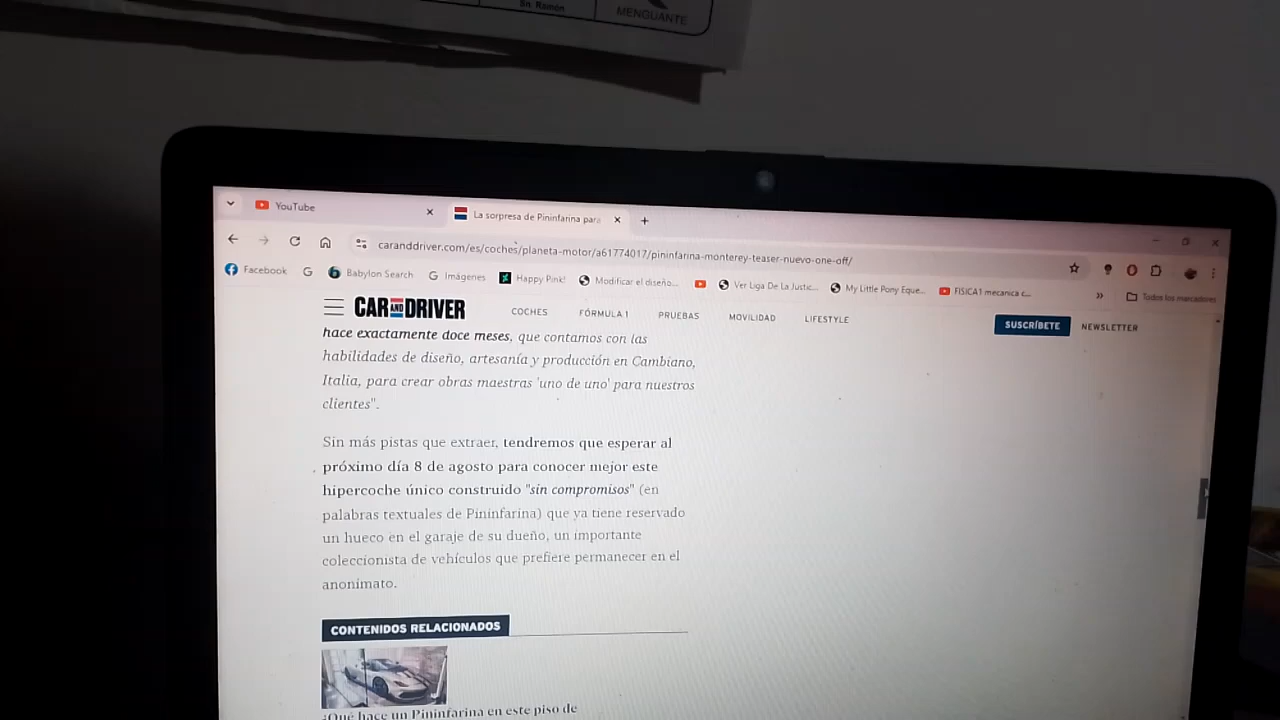 Sn. Ramón
MENGUANTE
YouTube
La sorpresa de Pininfarina para
caranddriver.com/es/coches/planeta-motor/a61774017/pininfarina-monterey-teaser-nuevo-one-off/
Facebook
Babylon Search
Imágenes
Happy Pink!
Modificar el diseño...
Ver Liga De La Justic...
My Little Pony Eque...
FISICA1 mecanica c...
»
Todos los marcadores
CAR AND DRIVER
COCHES
FÓRMULA 1
PRUEBAS
MOVILIDAD
LIFESTYLE
SUSCRÍBETE
NEWSLETTER
hace exactamente doce meses, que contamos con las
habilidades de diseño, artesanía y producción en Cambiano,
Italia, para crear obras maestras 'uno de uno' para nuestros
clientes".
Sin más pistas que extraer, tendremos que esperar al
próximo día 8 de agosto para conocer mejor este
hipercoche único construido "sin compromisos" (en
palabras textuales de Pininfarina) que ya tiene reservado
un hueco en el garaje de su dueño, un importante
coleccionista de vehículos que prefiere permanecer en el
anonimato.
CONTENIDOS RELACIONADOS
¿Qué hace un Pininfarina en este piso de